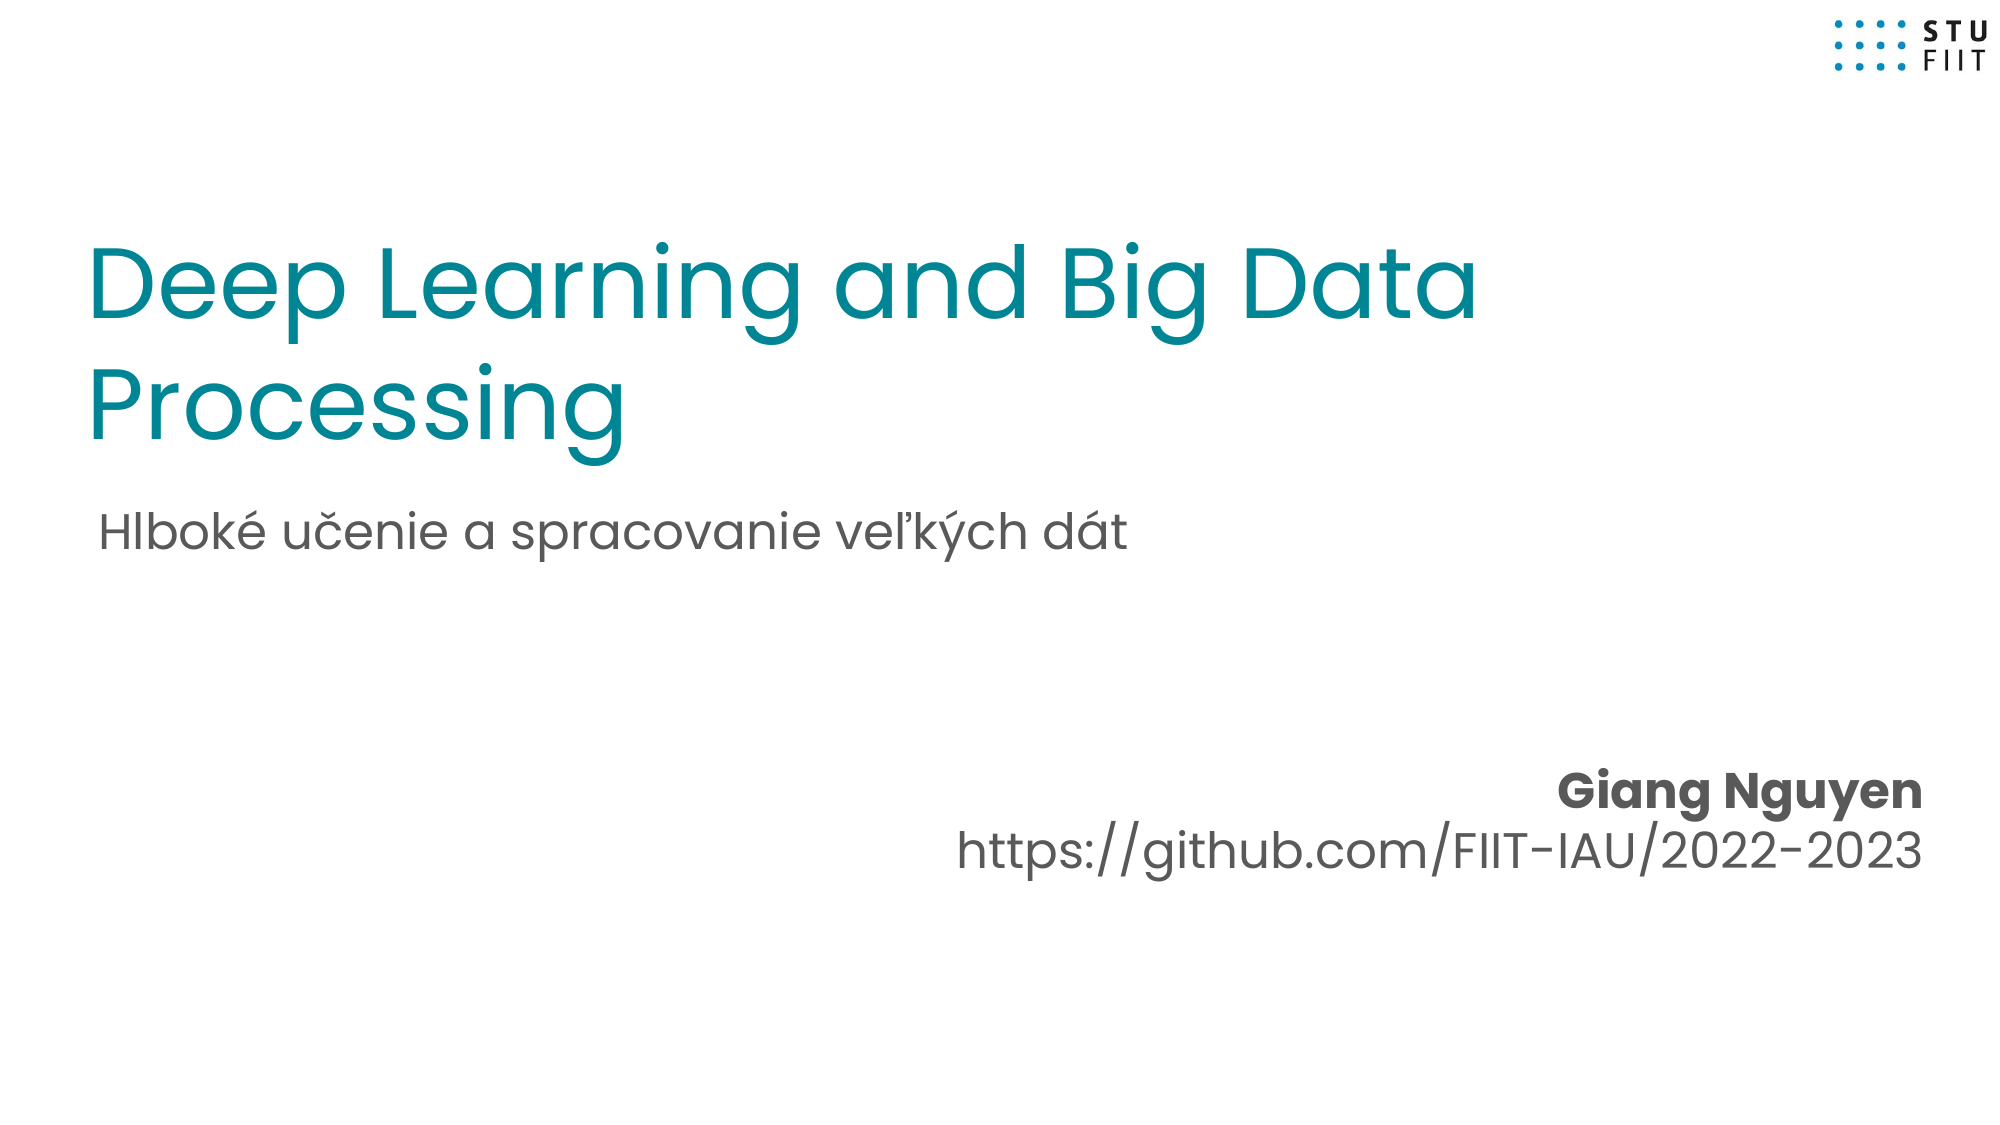 STU
FIIT
Deep Learning and Big Data
Processing
Hlboké učenie a spracovanie veľkých dát
Giang Nguyen
https://github.com/FIIT-IAU/2022-2023